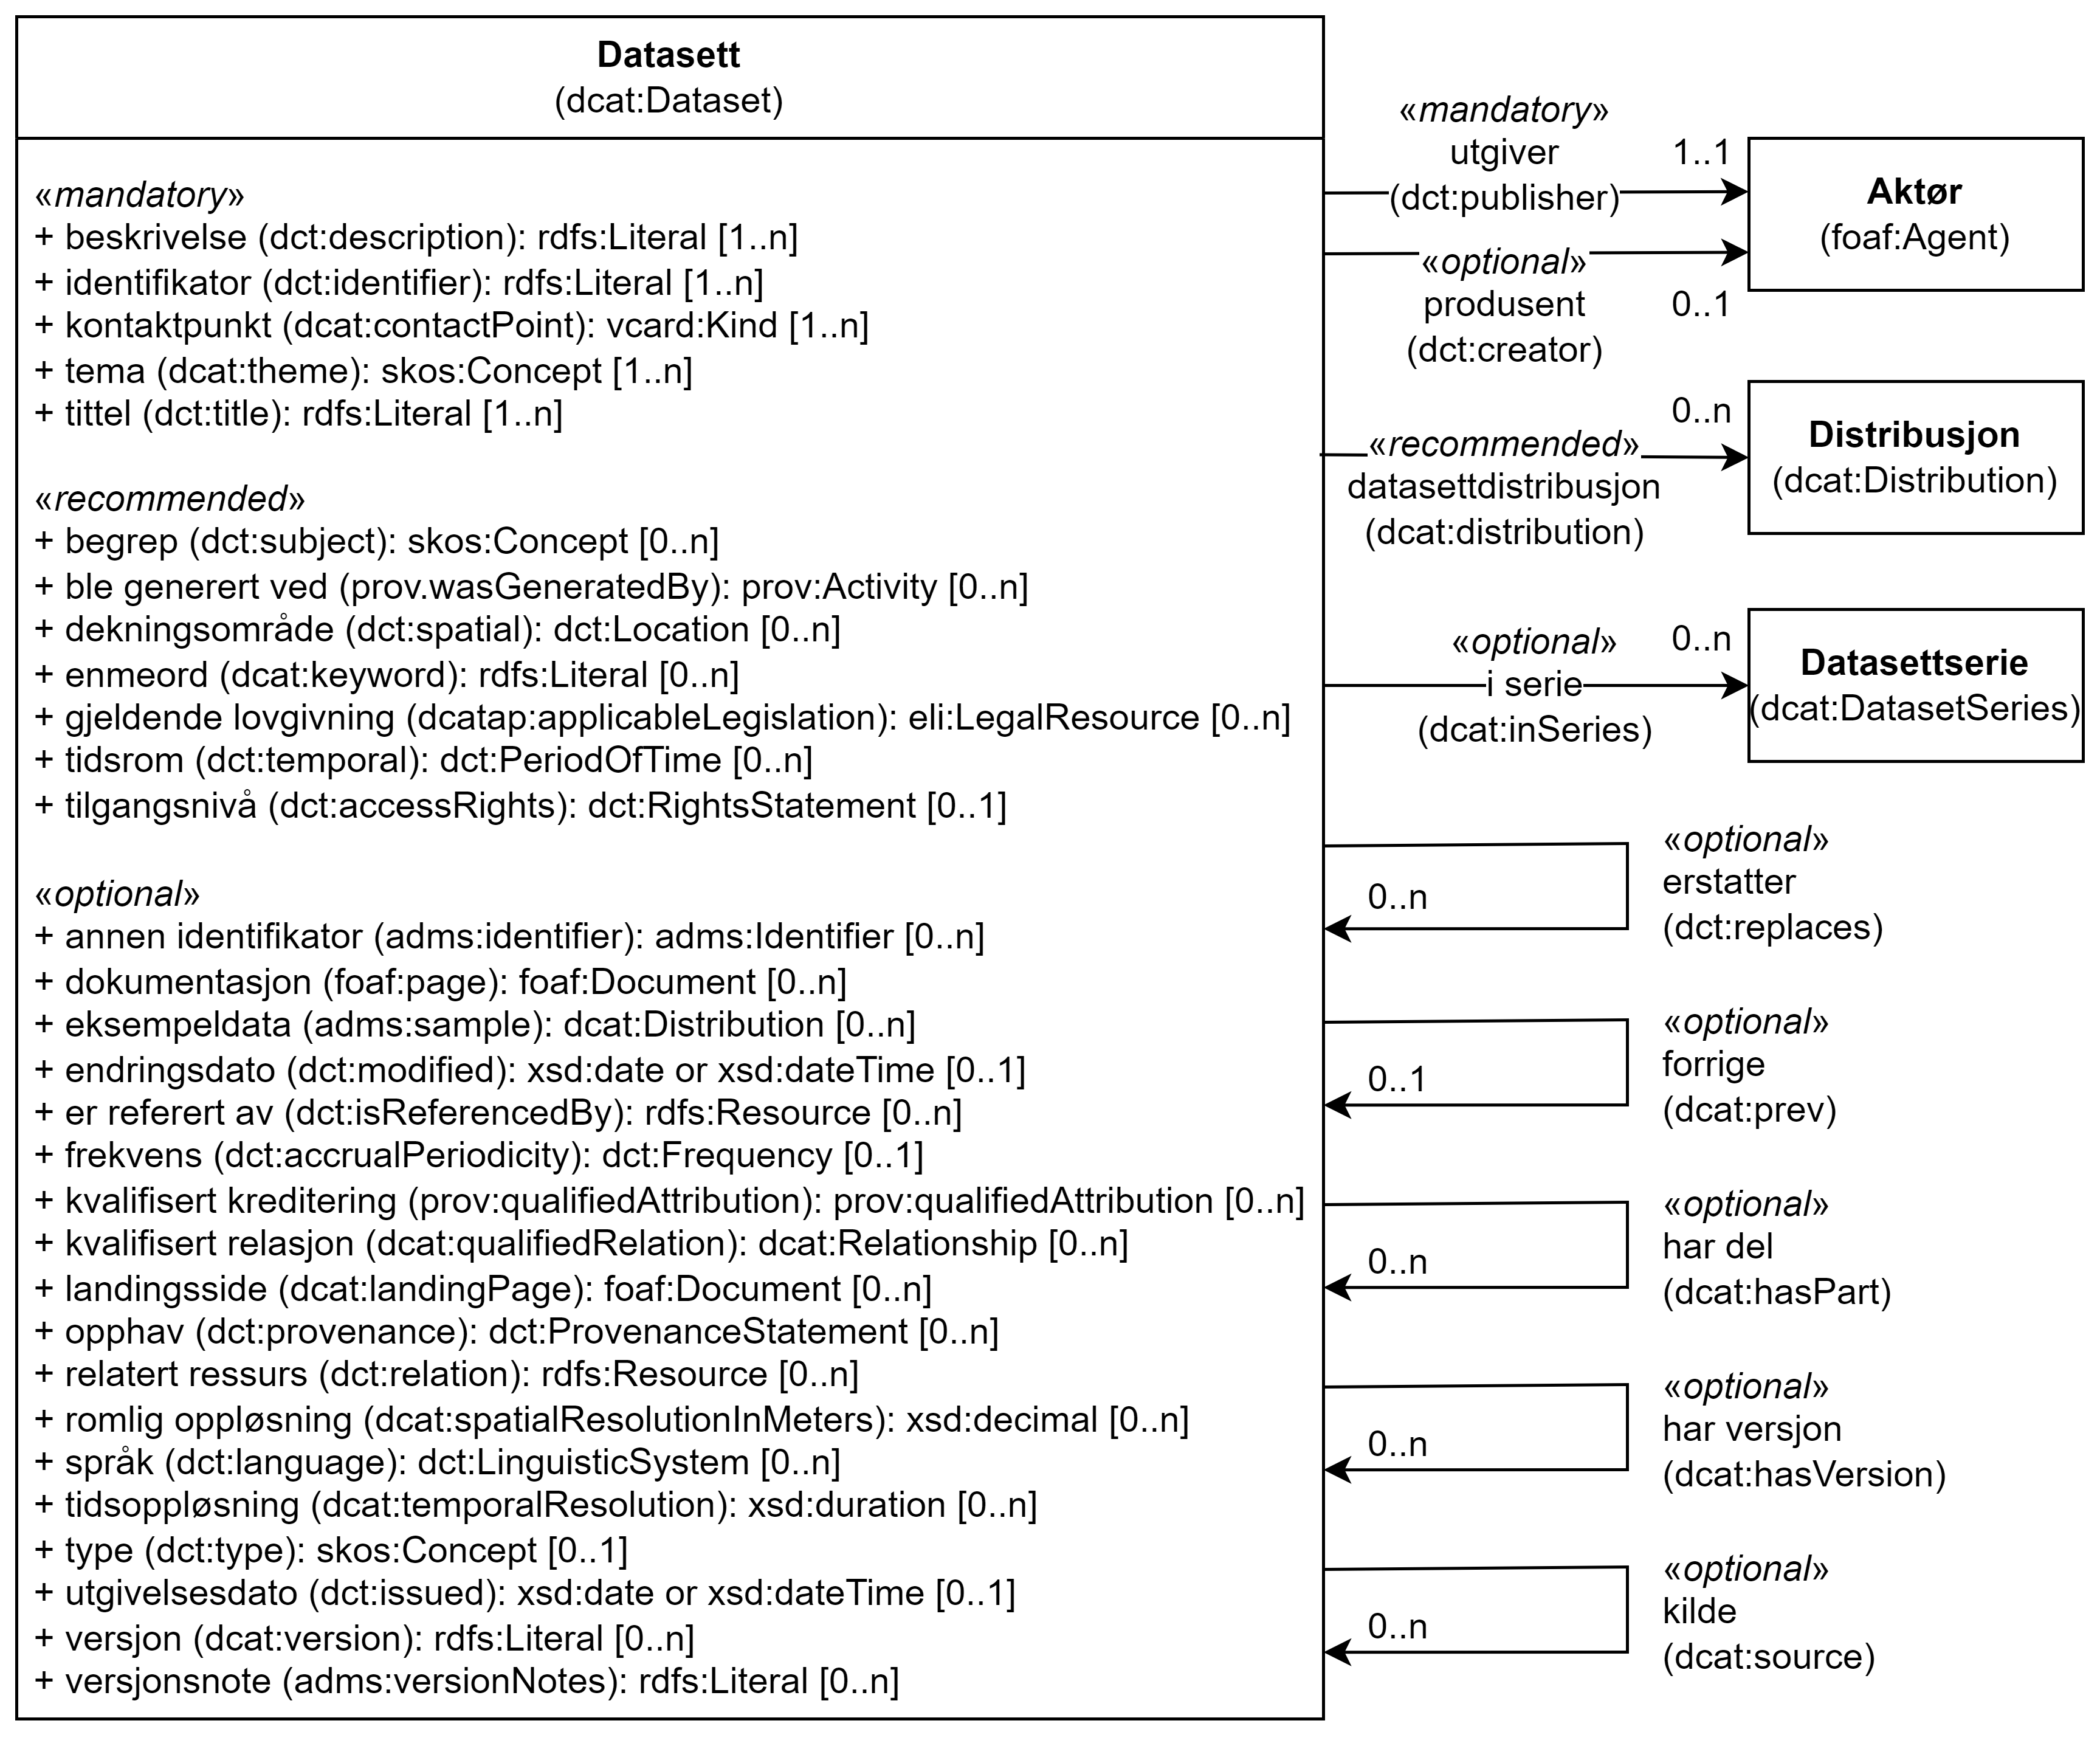 Datasett
(dcat:Dataset)
«mandatory»
+ beskrivelse (dct:description): rdfs:Literal [1..n]
+ identifikator (dct:identifier): rdfs:Literal [1..n]
+ kontaktpunkt (dcat:contactPoint): vcard:Kind [1..n]
+ tema (dcat:theme): skos:Concept [1..n]
+ tittel (dct:title): rdfs:Literal [1..n]
«recommended»
+ begrep (dct:subject): skos:Concept [0..n]
+ ble generert ved (prov.wasGeneratedBy): prov:Activity [0..n]
+ dekningsområde (dct:spatial): dct:Location [0..n]
+ enmeord (dcat:keyword): rdfs:Literal [0..n]
+ gjeldende lovgivning (dcatap:applicableLegislation): eli:LegalResource [0..n]
+ tidsrom (dct:temporal): dct:PeriodOfTime [0..n]
+ tilgangsnivå (dct:accessRights): dct:RightsStatement [0..1]
«optional»
+ annen identifikator (adms:identifier): adms:Identifier [0..n]
+ dokumentasjon (foaf:page): foaf:Document [0..n]
+ eksempeldata (adms:sample): dcat:Distribution [0..n]
+ endringsdato (dct:modified): xsd:date or xsd:dateTime [0..1]
+ er referert av (dct:isReferencedBy): rdfs:Resource [0..n]
+ frekvens (dct:accrualPeriodicity): dct:Frequency [0..1]
+ kvalifisert kreditering (prov:qualifiedAttribution): prov:qualifiedAttribution [0..n]
+ kvalifisert relasjon (dcat:qualifiedRelation): dcat:Relationship [0..n]
+ landingsside (dcat:landingPage): foaf:Document [0..n]
+ opphav (dct:provenance): dct:ProvenanceStatement [0..n]
+ relatert ressurs (dct:relation): rdfs:Resource [0..n]
+ romlig oppløsning (dcat:spatialResolutionInMeters): xsd:decimal [0..n]
+ språk (dct:language): dct:LinguisticSystem [0..n]
+ tidsoppløsning (dcat:temporalResolution): xsd:duration [0..n]
+ type (dct:type): skos:Concept [0..1]
+ utgivelsesdato (dct:issued): xsd:date or xsd:dateTime [0..1]
+ versjon (dcat:version): rdfs:Literal [0..n]
+ versjonsnote (adms:versionNotes): rdfs:Literal [0..n]
«mandatory»
utgiver
(dct:publisher)
1..1
«optional»
produsent
(dct:creator)
0..1
Aktør
(foaf:Agent)
«recommended»
datasettdistribusjon
(dcat:distribution)
0..n
Distribusjon
(dcat:Distribution)
«optional»
i serie
(dcat:inSeries)
0..n
Datasettserie
(dcat:DatasetSeries)
0..n
«optional»
erstatter
(dct:replaces)
0..1
«optional»
forrige
(dcat:prev)
0..n
«optional»
har del
(dcat:hasPart)
0..n
«optional»
har versjon
(dcat:hasVersion)
0..n
«optional»
kilde
(dcat:source)